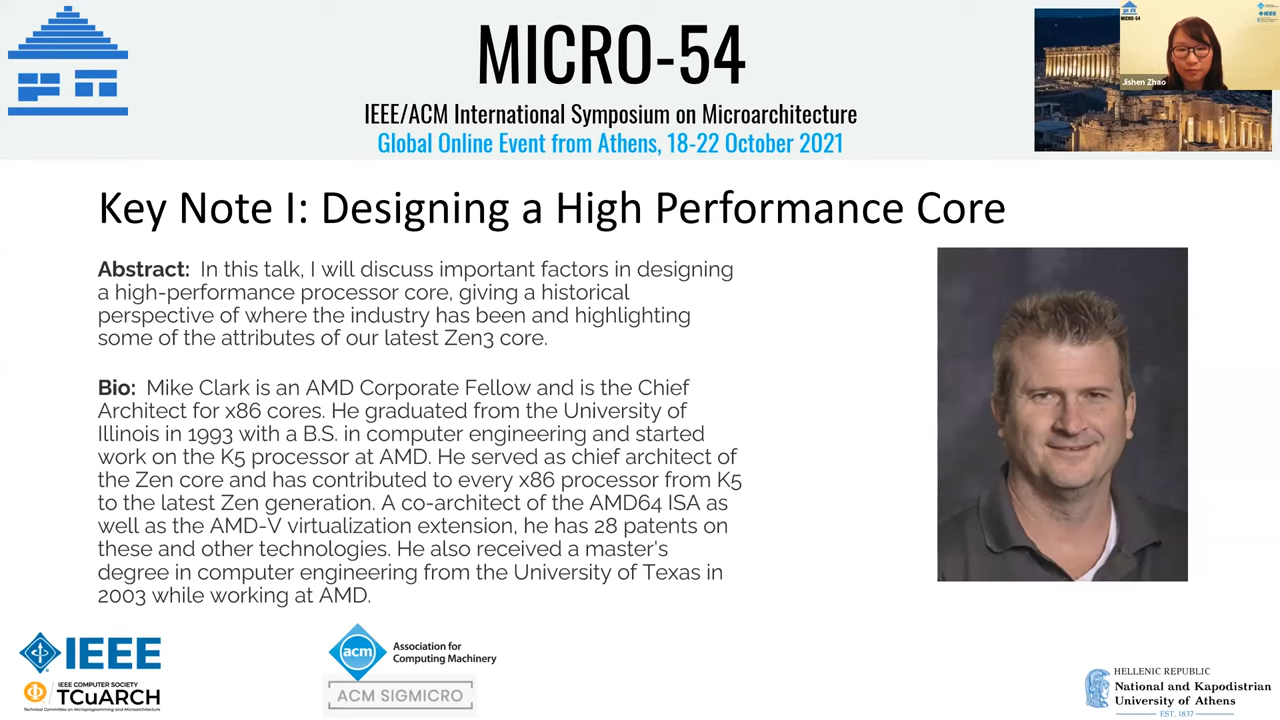 MICRO-54
IEEE/ACM International Symposium on Microarchitecture
Global Online Event from Athens, 18-22 October 2021
MICRO-54
IEEE
Jishen Zhao
Key Note I: Designing a High Performance Core
Abstract: In this talk, I will discuss important factors in designing
a high-performance processor core, giving a historical
perspective of where the industry has been and highlighting
some of the attributes of our latest Zen3 core.
Bio: Mike Clark is an AMD Corporate Fellow and is the Chief
Architect for x86 cores. He graduated from the University of
Illinois in 1993 with a B.S. in computer engineering and started
work on the K5 processor at AMD. He served as chief architect of
the Zen core and has contributed to every x86 processor from K5
to the latest Zen generation. A co-architect of the AMD64 ISA as
well as the AMD-V virtualization extension, he has 28 patents on
these and other technologies. He also received a master's
degree in computer engineering from the University of Texas in
2003 while working at AMD.
IEEE
IEEE COMPUTER SOCIETY
TCuARCH
Technical Committee on Microprogramming and Microarchitecture
acm
Association for
Computing Machinery
ACM SIGMICRO
HELLENIC REPUBLIC
National and Kapodistrian
University of Athens
EST. 1837